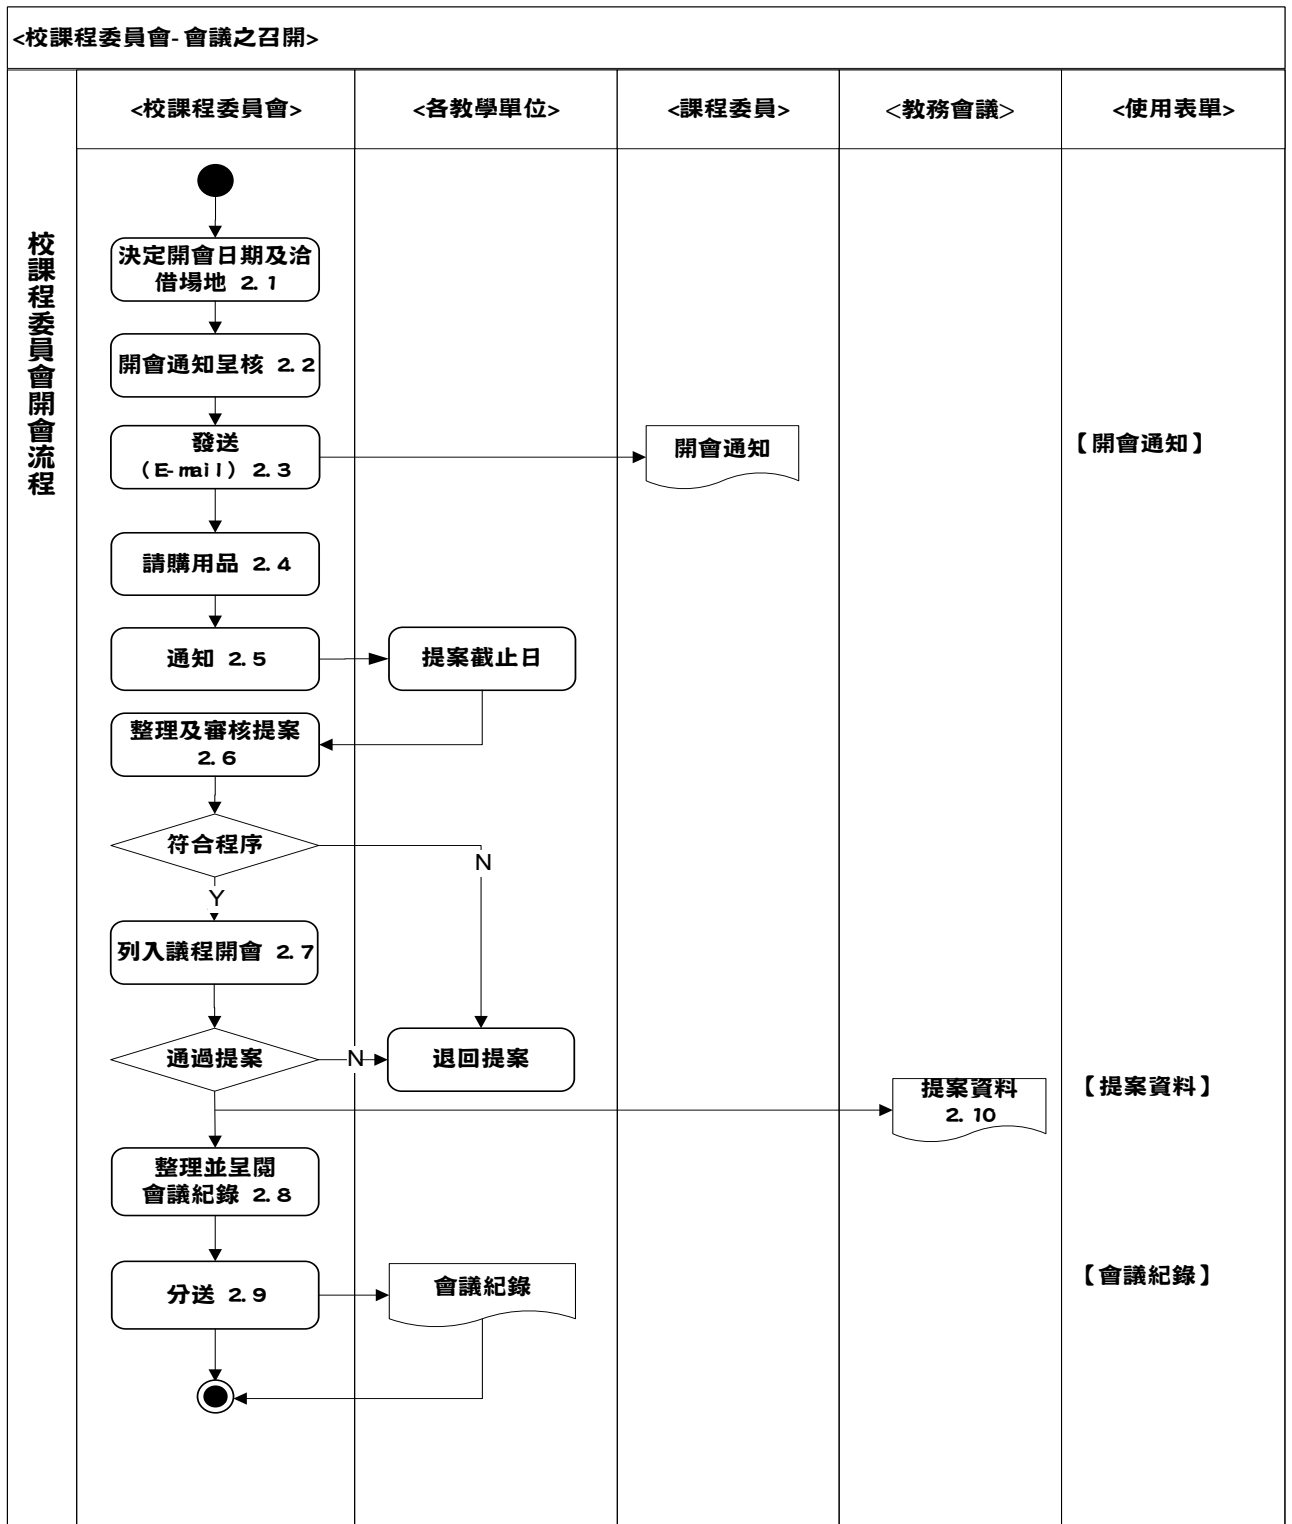 <校課程委員會-會議之召開>
<校課程委員會>
<各教學單位>
<課程委員>
<教務會議>
<使用表單>
校課程委員會開會流程
決定開會日期及洽
借場地 2.1
開會通知呈核 2.2
發送
(E-mail) 2.3
開會通知
【開會通知】
請購用品 2.4
通知 2.5
提案截止日
整理及審核提案
2.6
符合程序
N
Y
列入議程開會 2.7
通過提案
N
退回提案
提案資料
2.10
【提案資料】
整理並呈閱
會議紀錄 2.8
分送 2.9
會議紀錄
【會議紀錄】